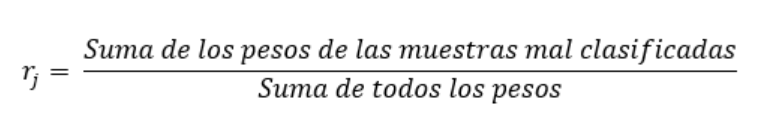 r_j = Suma de los pesos de las muestras mal clasificadas
Suma de todos los pesos